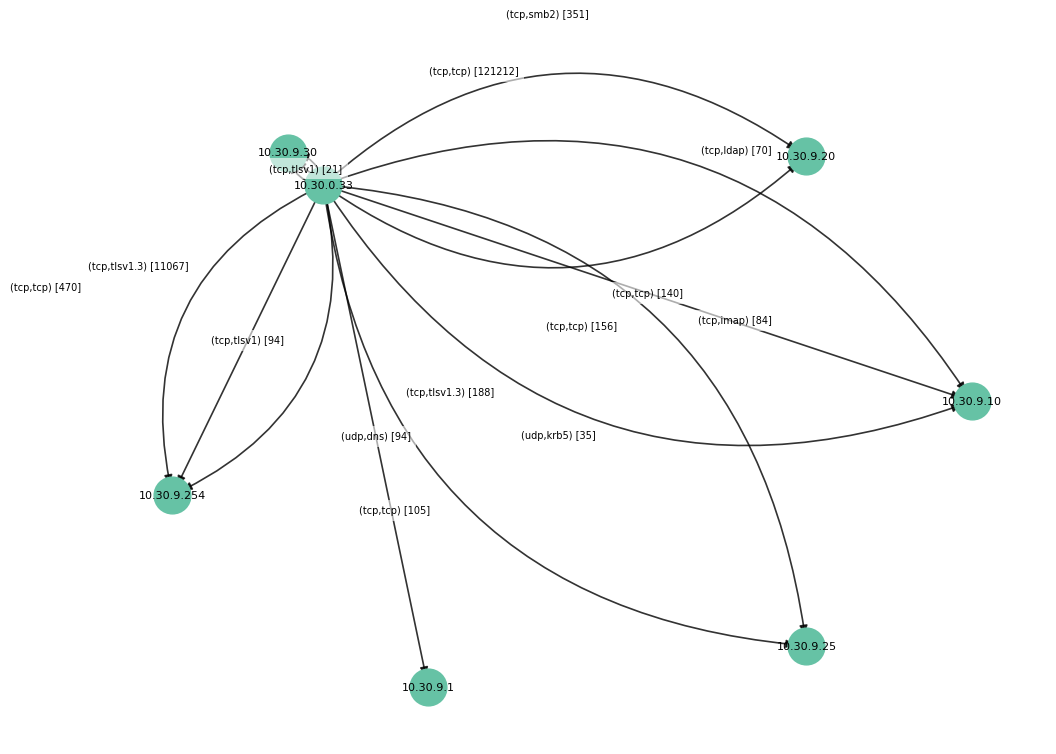 (tcp,smb2) [351]
(tcp,tcp) [121212]
10.30.9.30
(tcp,ldap) [70]
10.30.9.20
(tcp,tlsv1) [21]
10.30.0.33
(tcp,tlsv1.3) [11067]
(tcp,tcp) [470]
(tcp,tcp) [140]
(tcp,imap) [84]
(tcp,tcp) [156]
(tcp,tlsv1) [94]
(tcp,tlsv1.3) [188]
10.30.9.10
(udp,dns) [94]
(udp,krb5) [35]
10.30.9.254
(tcp,tcp) [105]
10.30.9.25
10.30.9.1